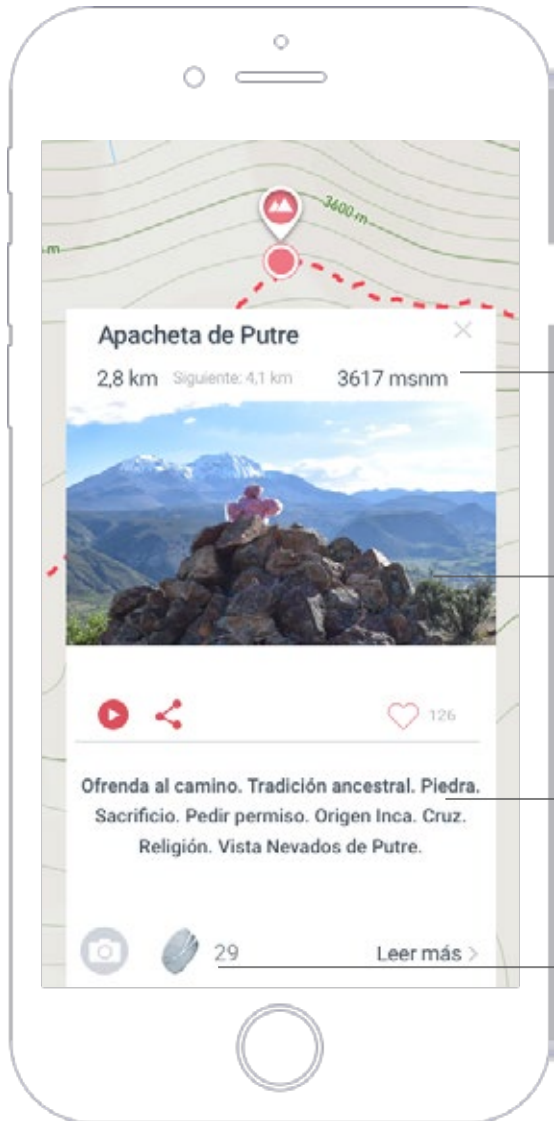 3600 m
m
Apacheta de Putre
2,8 km Siguiente: 4,1 km 3617 msnm
126
Ofrenda al camino. Tradición ancestral. Piedra.
Sacrificio. Pedir permiso. Origen Inca. Cruz.
Religión. Vista Nevados de Putre.
29 Leer más >